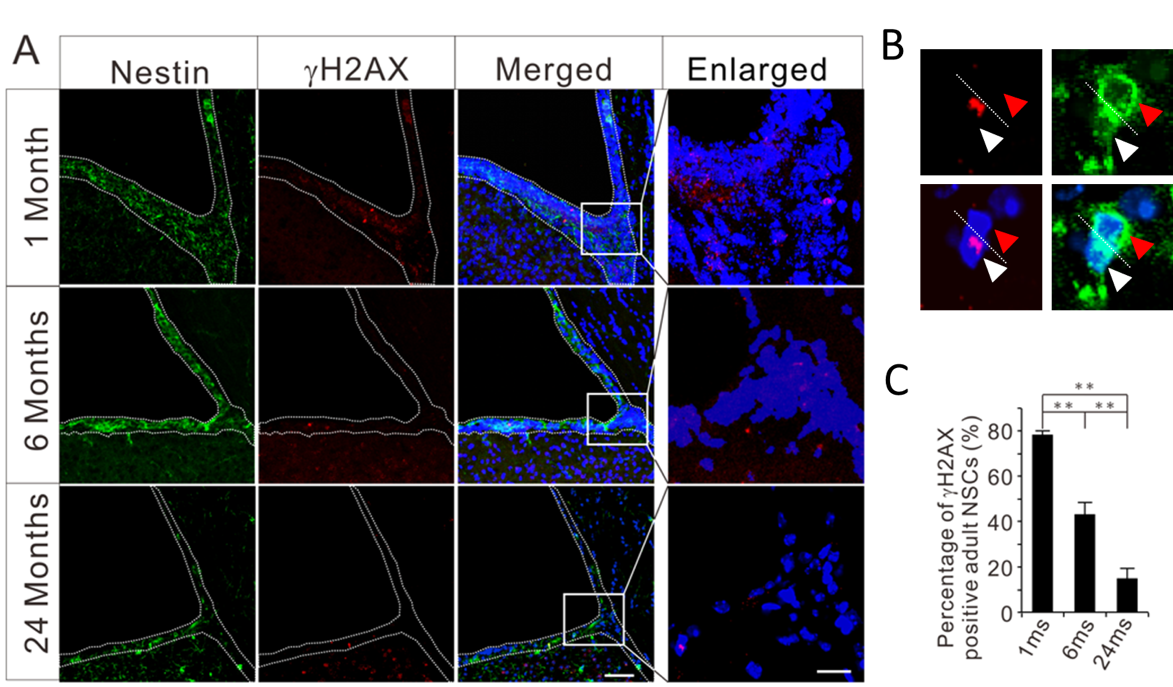 A
Nestin
γH2AX
Merged
Enlarged
1 Month
6 Months
24 Months
B
C
**
** **
Percentage of γH2AX
positive adult NSCs (%)
80
60
40
20
0
1ms
6ms
24ms